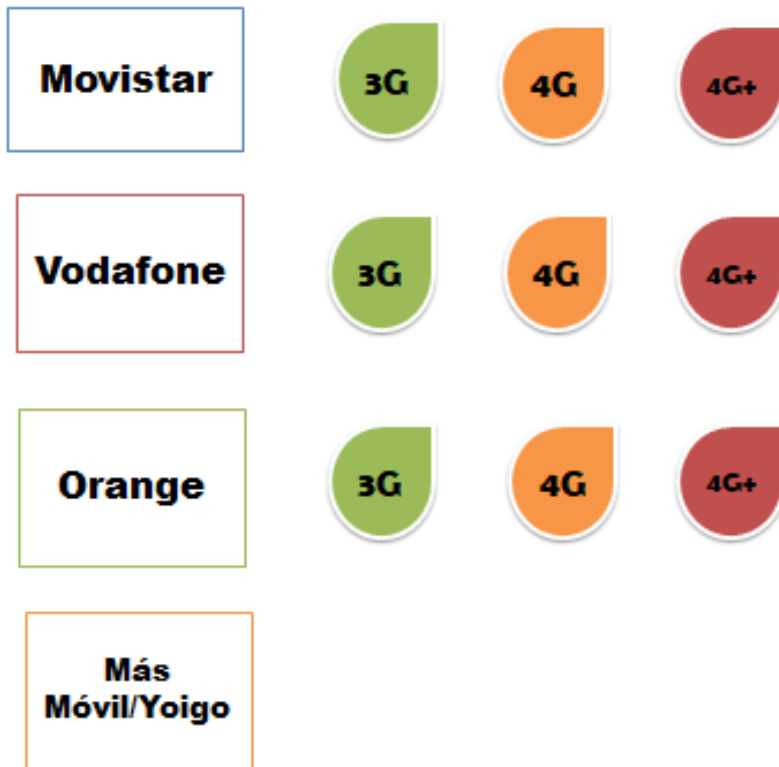 Movistar 3G 4G 4G+
Vodafone 3G 4G 4G+
Orange 3G 4G 4G+
Más
Móvil/Yoigo